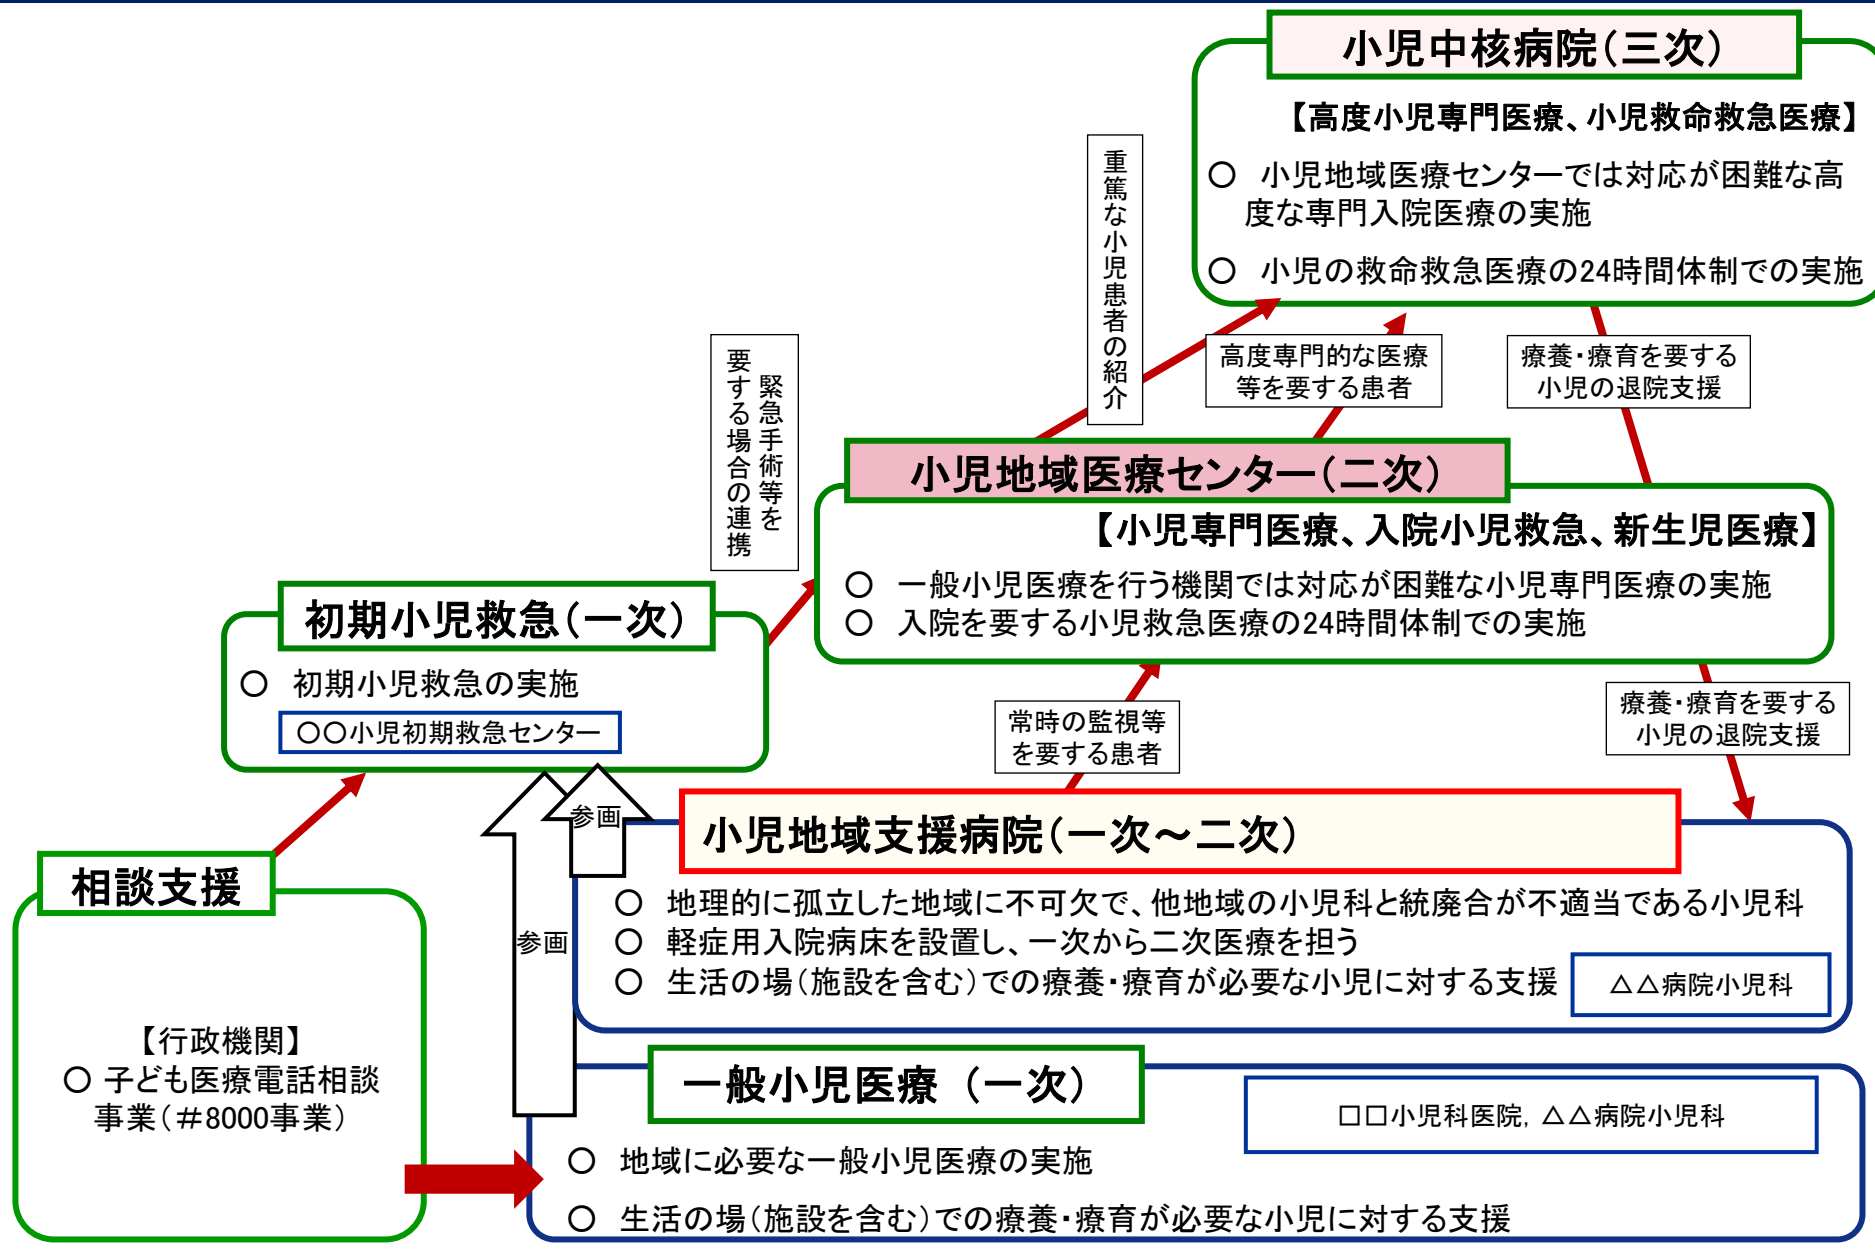 小児中核病院(三次)
【高度小児専門医療、小児救命救急医療】
○ 小児地域医療センターでは対応が困難な高
度な専門入院医療の実施
○ 小児の救命救急医療の24時間体制での実施
重篤な小児患者の紹介
高度専門的な医療
等を要する患者
療養・療育を要する
小児の退院支援
緊急手術等を
要する場合の連携
小児地域医療センター(二次)
【小児専門医療、入院小児救急、新生児医療】
○ 一般小児医療を行う機関では対応が困難な小児専門医療の実施
○ 入院を要する小児救急医療の24時間体制での実施
初期小児救急(一次)
○ 初期小児救急の実施
○○小児初期救急センター
常時の監視等
を要する患者
療養・療育を要する
小児の退院支援
参画
参画
小児地域支援病院(一次～二次)
○ 地理的に孤立した地域に不可欠で、他地域の小児科と統廃合が不適当である小児科
○ 軽症用入院病床を設置し、一次から二次医療を担う
○ 生活の場(施設を含む)での療養・療育が必要な小児に対する支援
△△病院小児科
相談支援
【行政機関】
○ 子ども医療電話相談
事業(＃8000事業)
一般小児医療 (一次)
□□小児科医院, △△病院小児科
○ 地域に必要な一般小児医療の実施
○ 生活の場(施設を含む)での療養・療育が必要な小児に対する支援